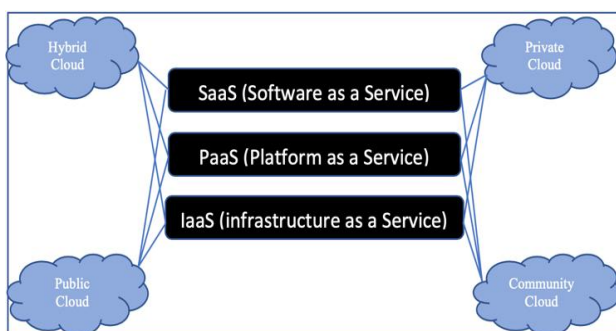 Hybrid
Cloud
Private
Cloud
SaaS (Software as a Service)
PaaS (Platform as a Service)
IaaS (infrastructure as a Service)
Public
Cloud
Community
Cloud